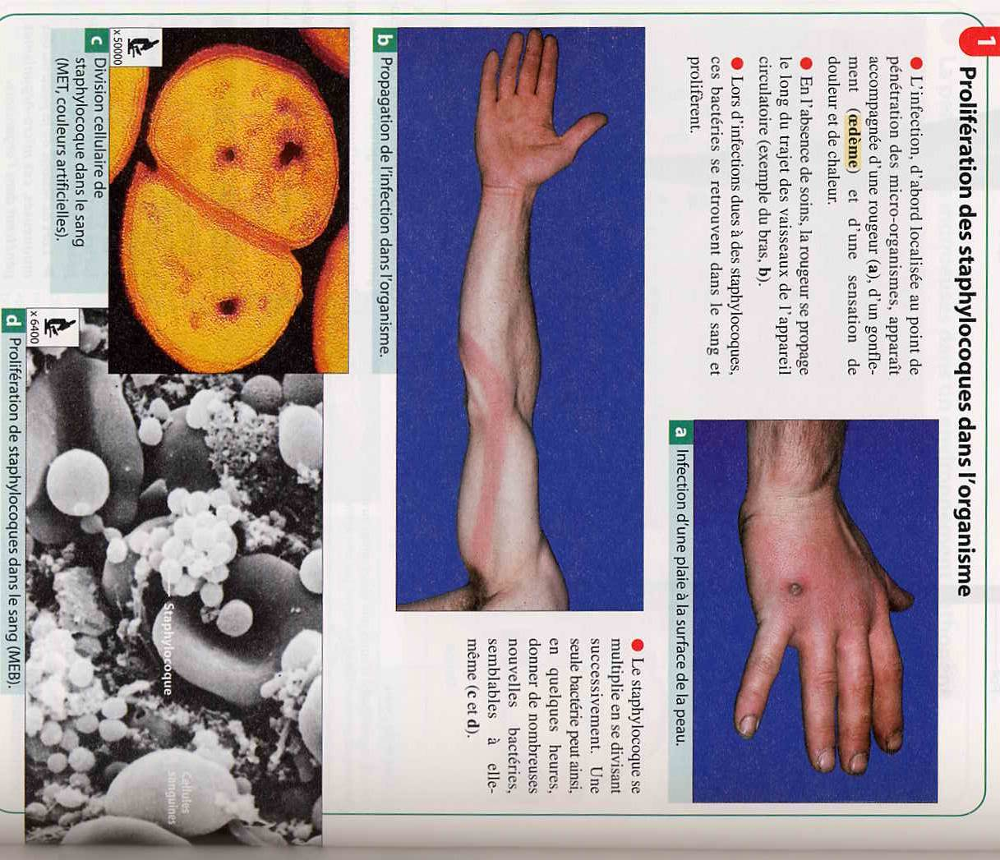 1
Prolifération des staphylocoques dans l'organisme
● L'infection, d'abord localisée au point de
pénétration des micro-organismes, apparaît
accompagnée d'une rougeur (a), d'un gonfle-
ment (œdème) et d'une sensation de
douleur et de chaleur.
● En l'absence de soins, la rougeur se propage
le long du trajet des vaisseaux de l'appareil
circulatoire (exemple du bras, b).
● Lors d'infections dues à des staphylocoques,
ces bactéries se retrouvent dans le sang et
prolifèrent.
a Infection d'une plaie à la surface de la peau.
b Propagation de l'infection dans l'organisme.
● Le staphylocoque se
multiplie en se divisant
successivement. Une
seule bactérie peut ainsi,
en quelques heures,
donner de nombreuses
nouvelles bactéries,
semblables à elle-
même (c et d).
x 50000
c Division cellulaire de
staphylocoque dans le sang
(MET, couleurs artificielles).
Staphylocoque
Cellules
sanguines
x 6400
d Prolifération de staphylocoques dans le sang (MEB).